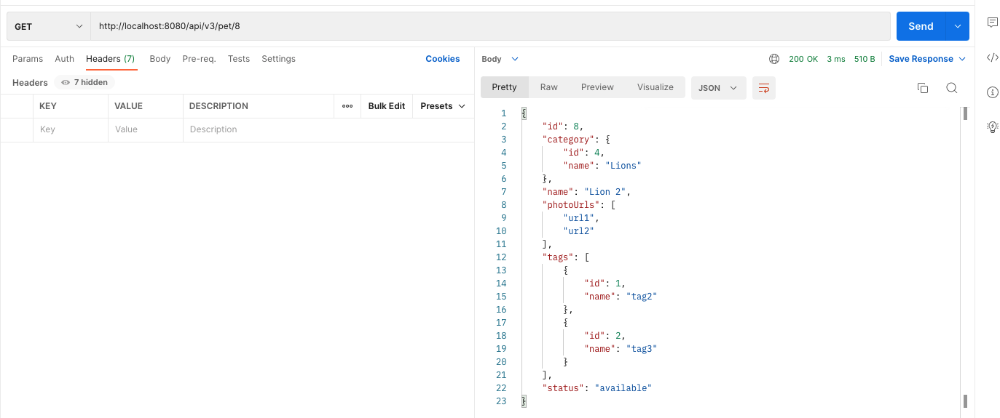 GET http://localhost:8080/api/v3/pet/8 Send
Params Auth Headers (7) Body Pre-req. Tests Settings Cookies
Headers 7 hidden
KEY VALUE DESCRIPTION ooo Bulk Edit Presets
Key Value Description
Body 200 OK 3 ms 510 B Save Response
Pretty Raw Preview Visualize JSON
1 {
2 "id": 8,
3 "category": {
4 "id": 4,
5 "name": "Lions"
6 },
7 "name": "Lion 2",
8 "photoUrls": [
9 "url1",
10 "url2"
11 ],
12 "tags": [
13 {
14 "id": 1,
15 "name": "tag2"
16 },
17 {
18 "id": 2,
19 "name": "tag3"
20 }
21 ],
22 "status": "available"
23 }